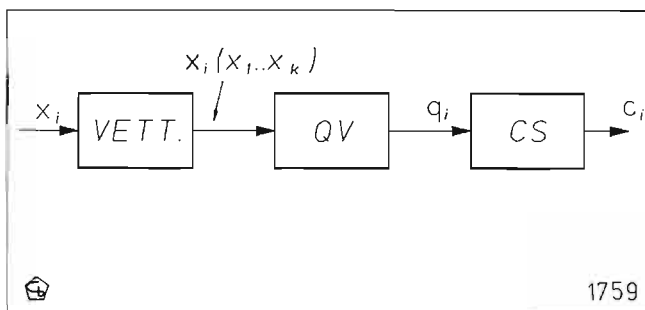 x_i (x_1..x_k)
x_i VETT. QV q_i CS c_i
1759